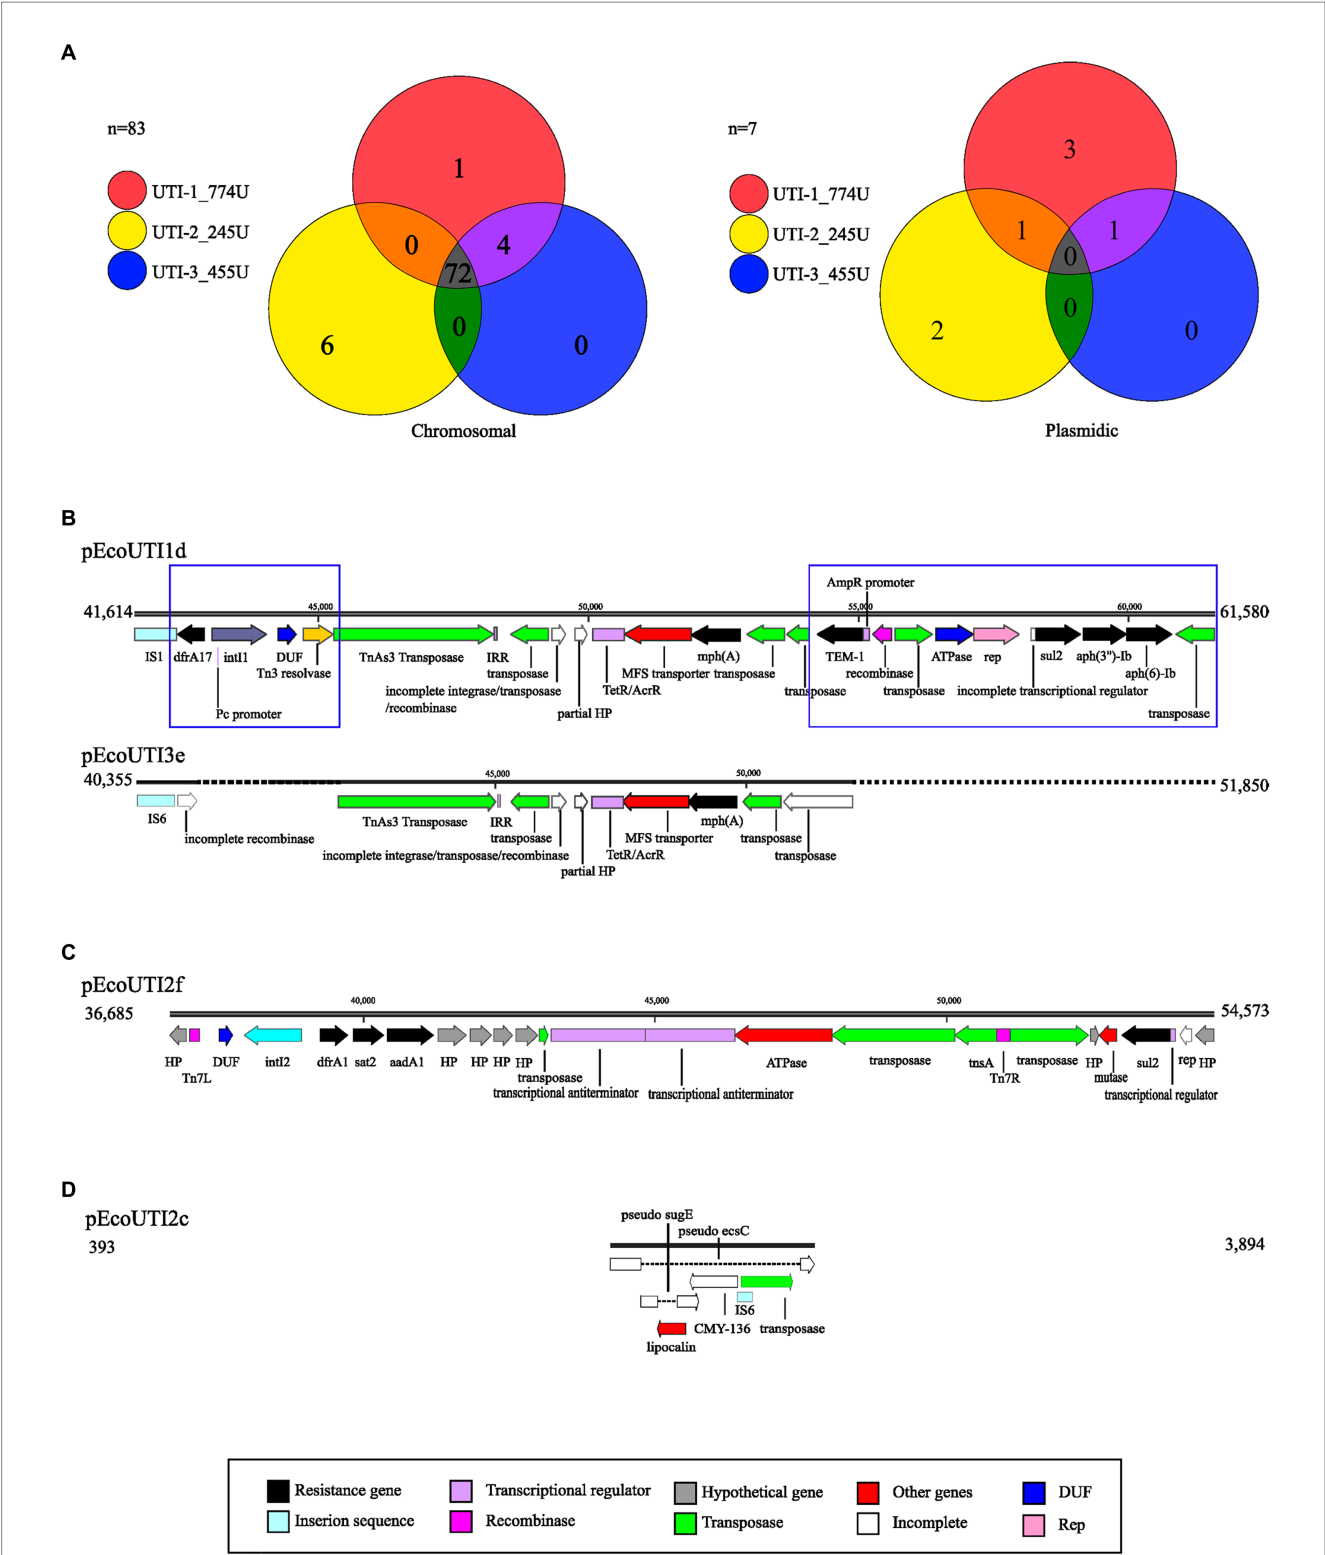 A
n=83
UTI-1_774U
UTI-2_245U
UTI-3_455U
1
0
4
72
6
0
0
Chromosomal
n=7
UTI-1_774U
UTI-2_245U
UTI-3_455U
3
1
1
0
2
0
0
Plasmidic
B
pEcoUTI1d
AmpR promoter
41,614
45,000
50,000
55,000
60,000
61,580
IS1
dfrA17
intI1
DUF
TnAs3 Transposase
IRR
mph(A)
TEM-1
ATPase
rep
sul2
aph(3")-Ib
Tn3 resolvase
transposase
MFS transporter
transposase
recombinase
aph(6)-Ib
incomplete integrase/transposase
/recombinase
TetR/AcrR
transposase
transposase
incomplete transcriptional regulator
Pc promoter
partial HP
transposase
pEcoUTI3e
40,355
45,000
50,000
51,850
IS6
TnAs3 Transposase
IRR
mph(A)
incomplete recombinase
transposase
MFS transporter
transposase
incomplete integrase/transposase/recombinase
TetR/AcrR
transposase
partial HP
C
pEcoUTI2f
36,685
40,000
45,000
50,000
54,573
HP
DUF
intI2
dfrA1
sat2
aadA1
HP
HP
HP
HP
ATPase
transposase
tnsA
transposase
HP
sul2
rep
HP
Tn7L
transposase
Tn7R
mutase
transcriptional antiterminator
transcriptional antiterminator
transcriptional regulator
D
pEcoUTI2c
pseudo sugE
pseudo ecsC
393
3,894
IS6
CMY-136
transposase
lipocalin
Resistance gene
Transcriptional regulator
Hypothetical gene
Other genes
DUF
Inserion sequence
Recombinase
Transposase
Incomplete
Rep